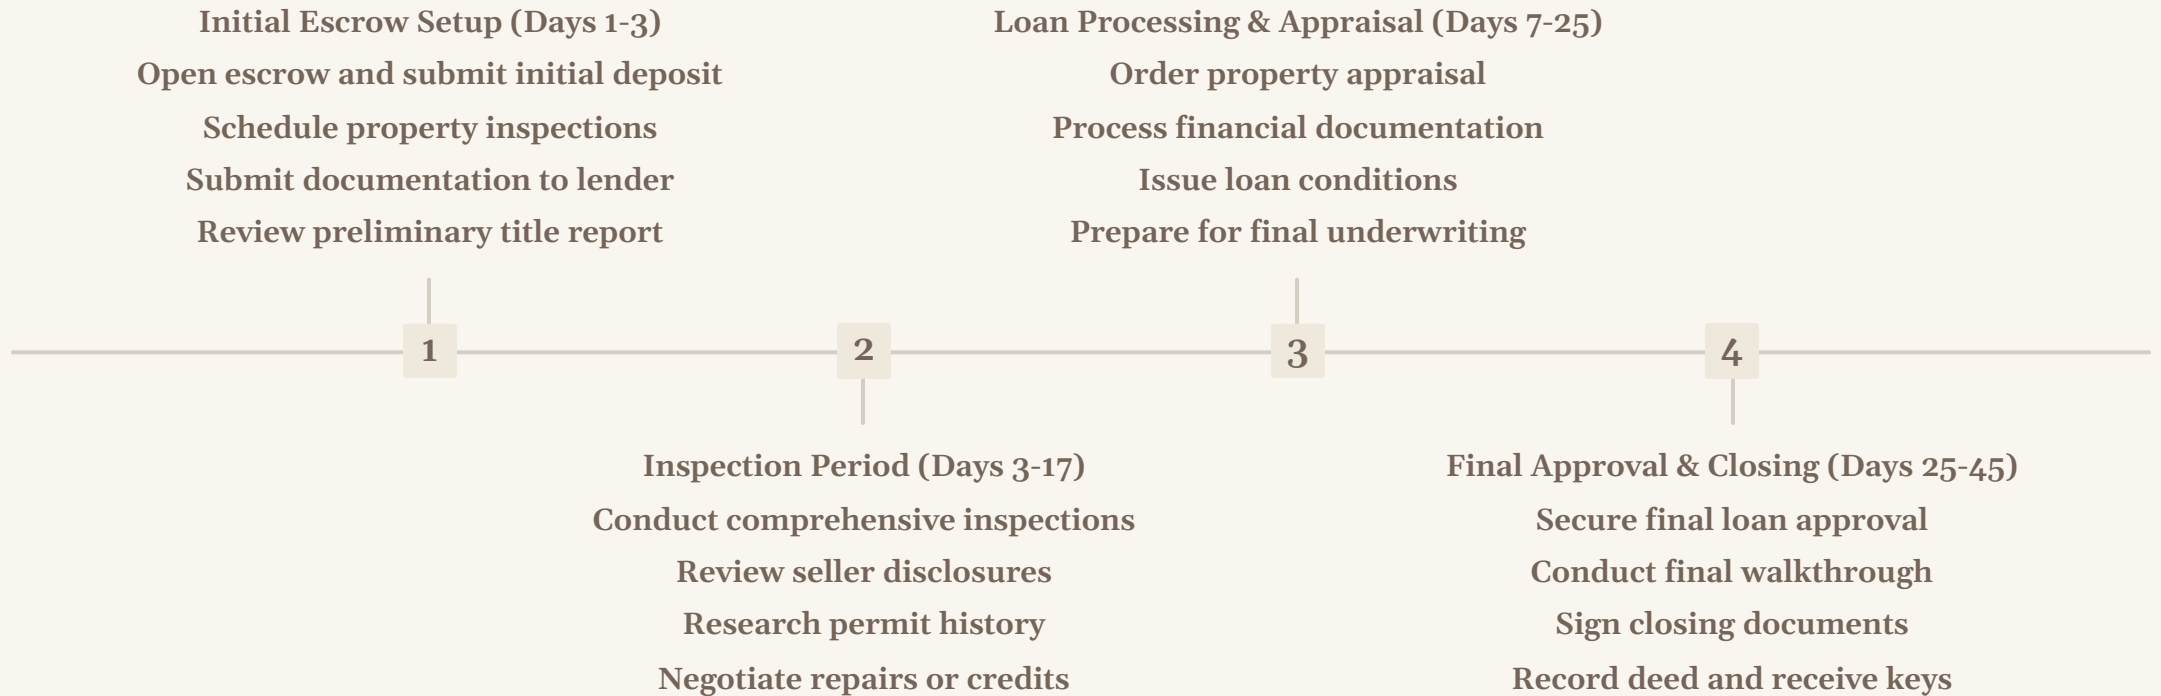 Initial Escrow Setup (Days 1-3)
Open escrow and submit initial deposit
Schedule property inspections
Submit documentation to lender
Review preliminary title report
1
Inspection Period (Days 3-17)
Conduct comprehensive inspections
Review seller disclosures
Research permit history
Negotiate repairs or credits
2
Loan Processing & Appraisal (Days 7-25)
Order property appraisal
Process financial documentation
Issue loan conditions
Prepare for final underwriting
3
Final Approval & Closing (Days 25-45)
Secure final loan approval
Conduct final walkthrough
Sign closing documents
Record deed and receive keys
4